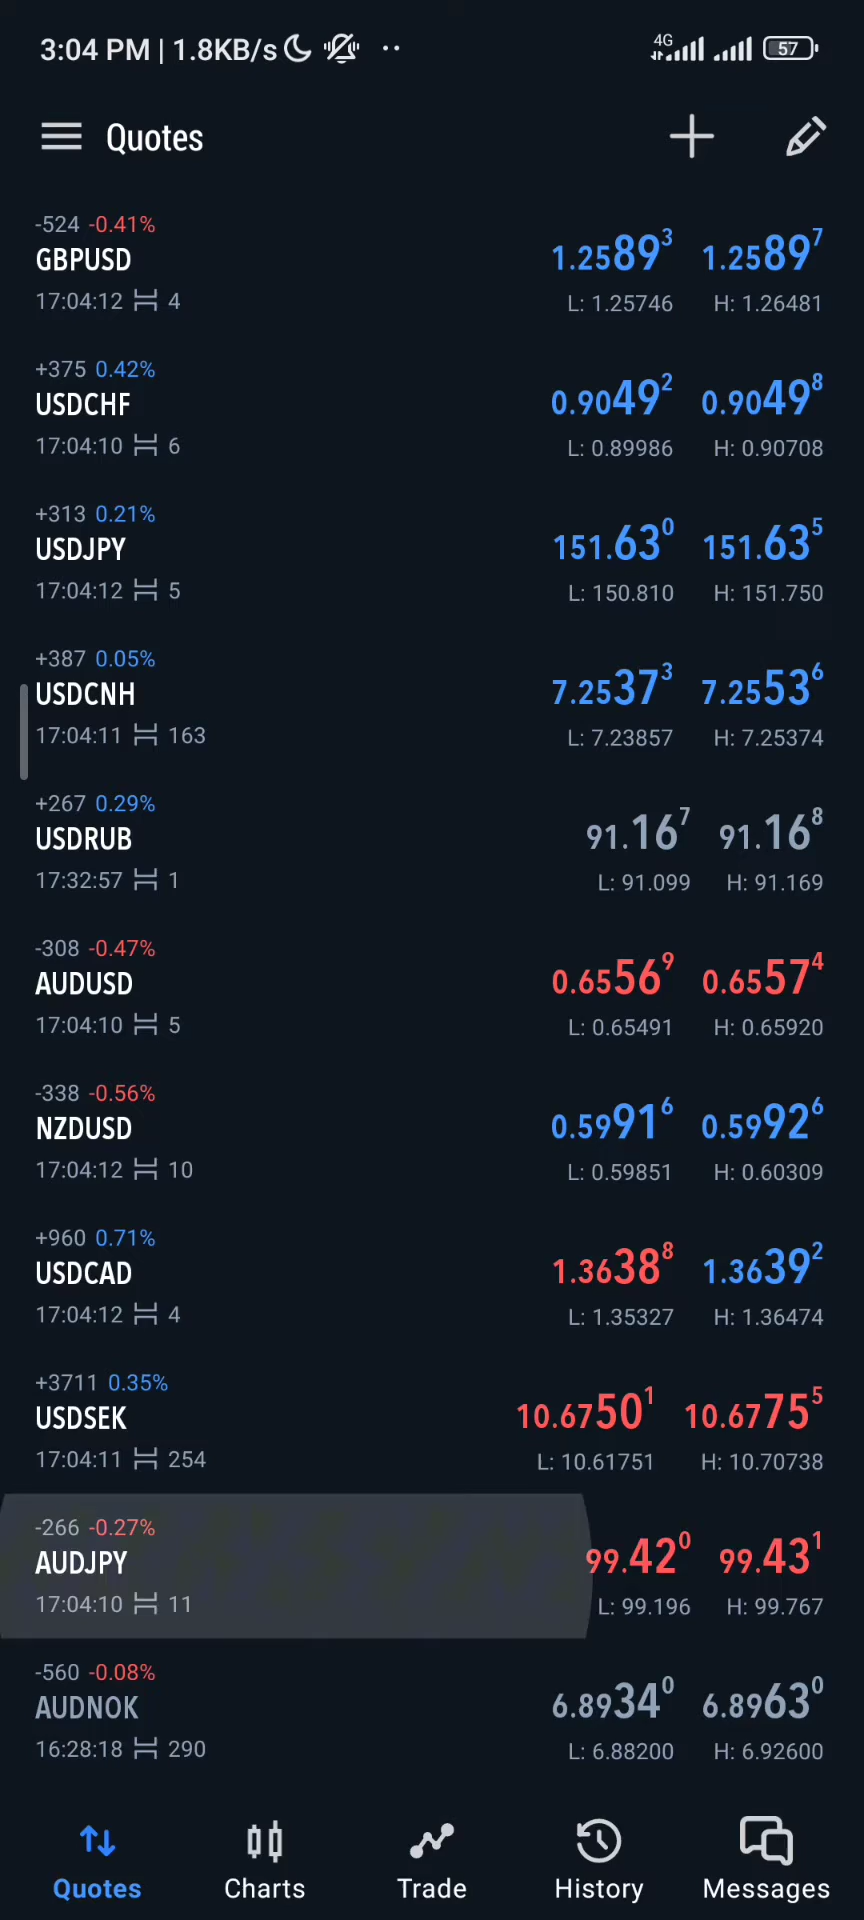 3:04 PM | 1.8KB/s 4G 57
Quotes
-524 -0.41%
GBPUSD 1.25893 1.25897
17:04:12 4 L: 1.25746 H: 1.26481
+375 0.42%
USDCHF 0.90492 0.90498
17:04:10 6 L: 0.89986 H: 0.90708
+313 0.21%
USDJPY 151.630 151.635
17:04:12 5 L: 150.810 H: 151.750
+387 0.05%
USDCNH 7.25373 7.25536
17:04:11 163 L: 7.23857 H: 7.25374
+267 0.29%
USDRUB 91.167 91.168
17:32:57 1 L: 91.099 H: 91.169
-308 -0.47%
AUDUSD 0.65569 0.65574
17:04:10 5 L: 0.65491 H: 0.65920
-338 -0.56%
NZDUSD 0.59916 0.59926
17:04:12 10 L: 0.59851 H: 0.60309
+960 0.71%
USDCAD 1.36388 1.36392
17:04:12 4 L: 1.35327 H: 1.36474
+3711 0.35%
USDSEK 10.67501 10.67755
17:04:11 254 L: 10.61751 H: 10.70738
-266 -0.27%
AUDJPY 99.420 99.431
17:04:10 11 L: 99.196 H: 99.767
-560 -0.08%
AUDNOK 6.89340 6.89630
16:28:18 290 L: 6.88200 H: 6.92600
Quotes Charts Trade History Messages